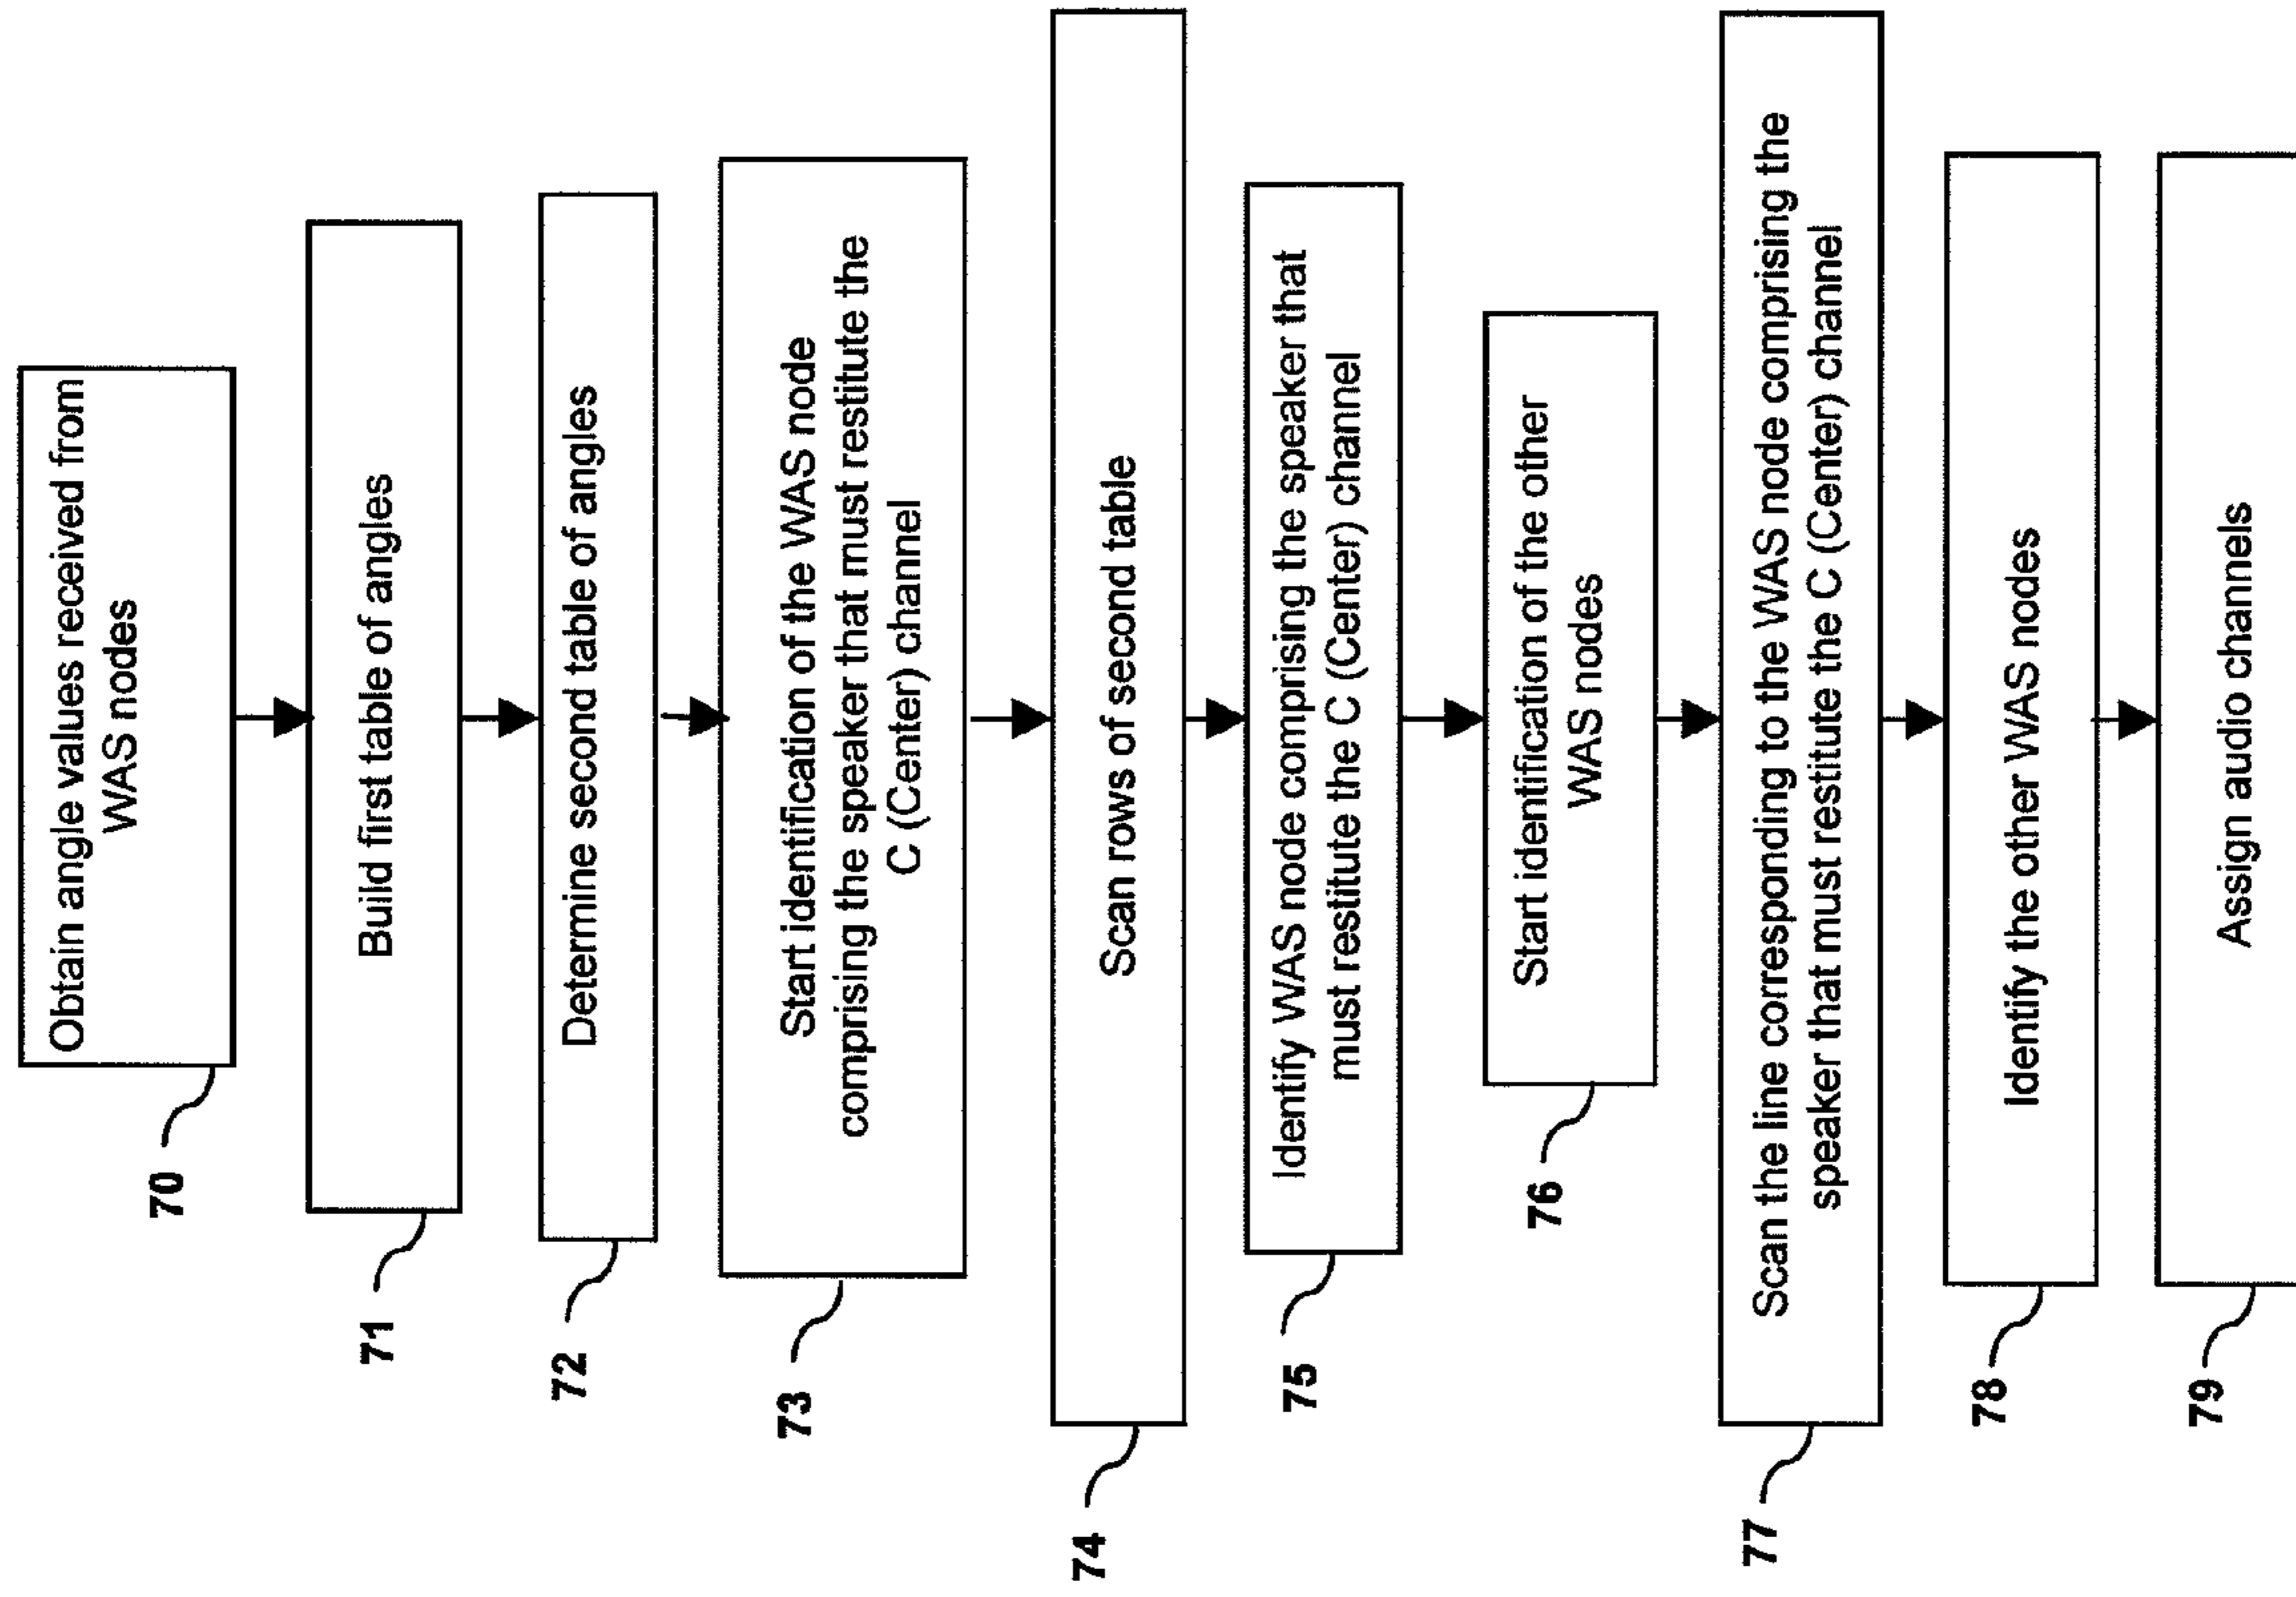 Obtain angle values received from
WAS nodes
70
Build first table of angles
71
Determine second table of angles
72
Start identification of the WAS node
comprising the speaker that must restitute the
C (Center) channel
73
Scan rows of second table
74
Identify WAS node comprising the speaker that
must restitute the C (Center) channel
75
Start identification of the other
WAS nodes
76
Scan the line corresponding to the WAS node comprising the
speaker that must restitute the C (Center) channel
77
Identify the other WAS nodes
78
Assign audio channels
79